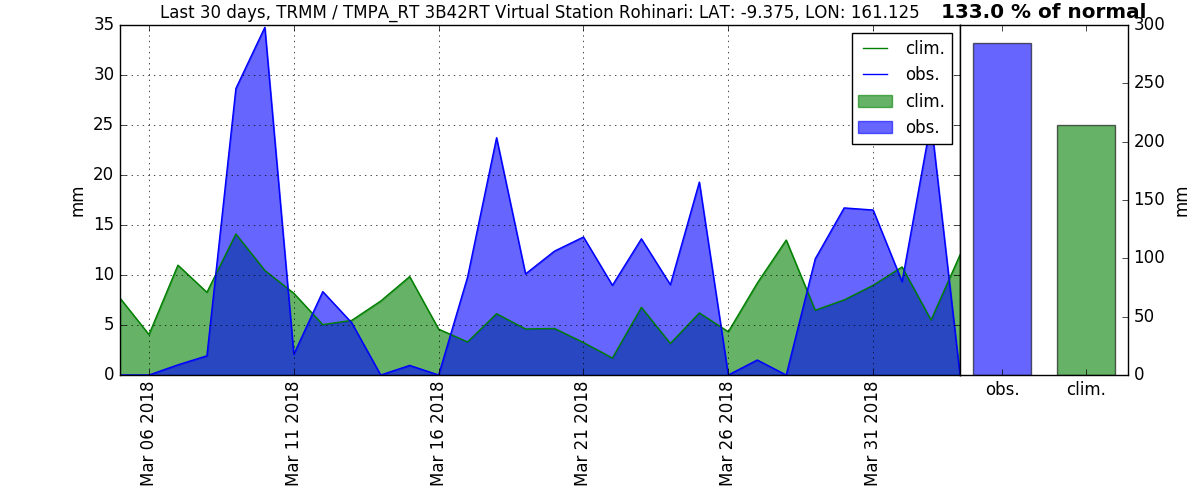 Last 30 days, TRMM / TMPA_RT 3B42RT Virtual Station Rohinari: LAT: -9.375, LON: 161.125
133.0 % of normal
35
30
25
20
15
10
5
0
mm
clim.
obs.
clim.
obs.
300
250
200
150
100
50
0
mm
obs.
clim.
Mar 06 2018
Mar 11 2018
Mar 16 2018
Mar 21 2018
Mar 26 2018
Mar 31 2018